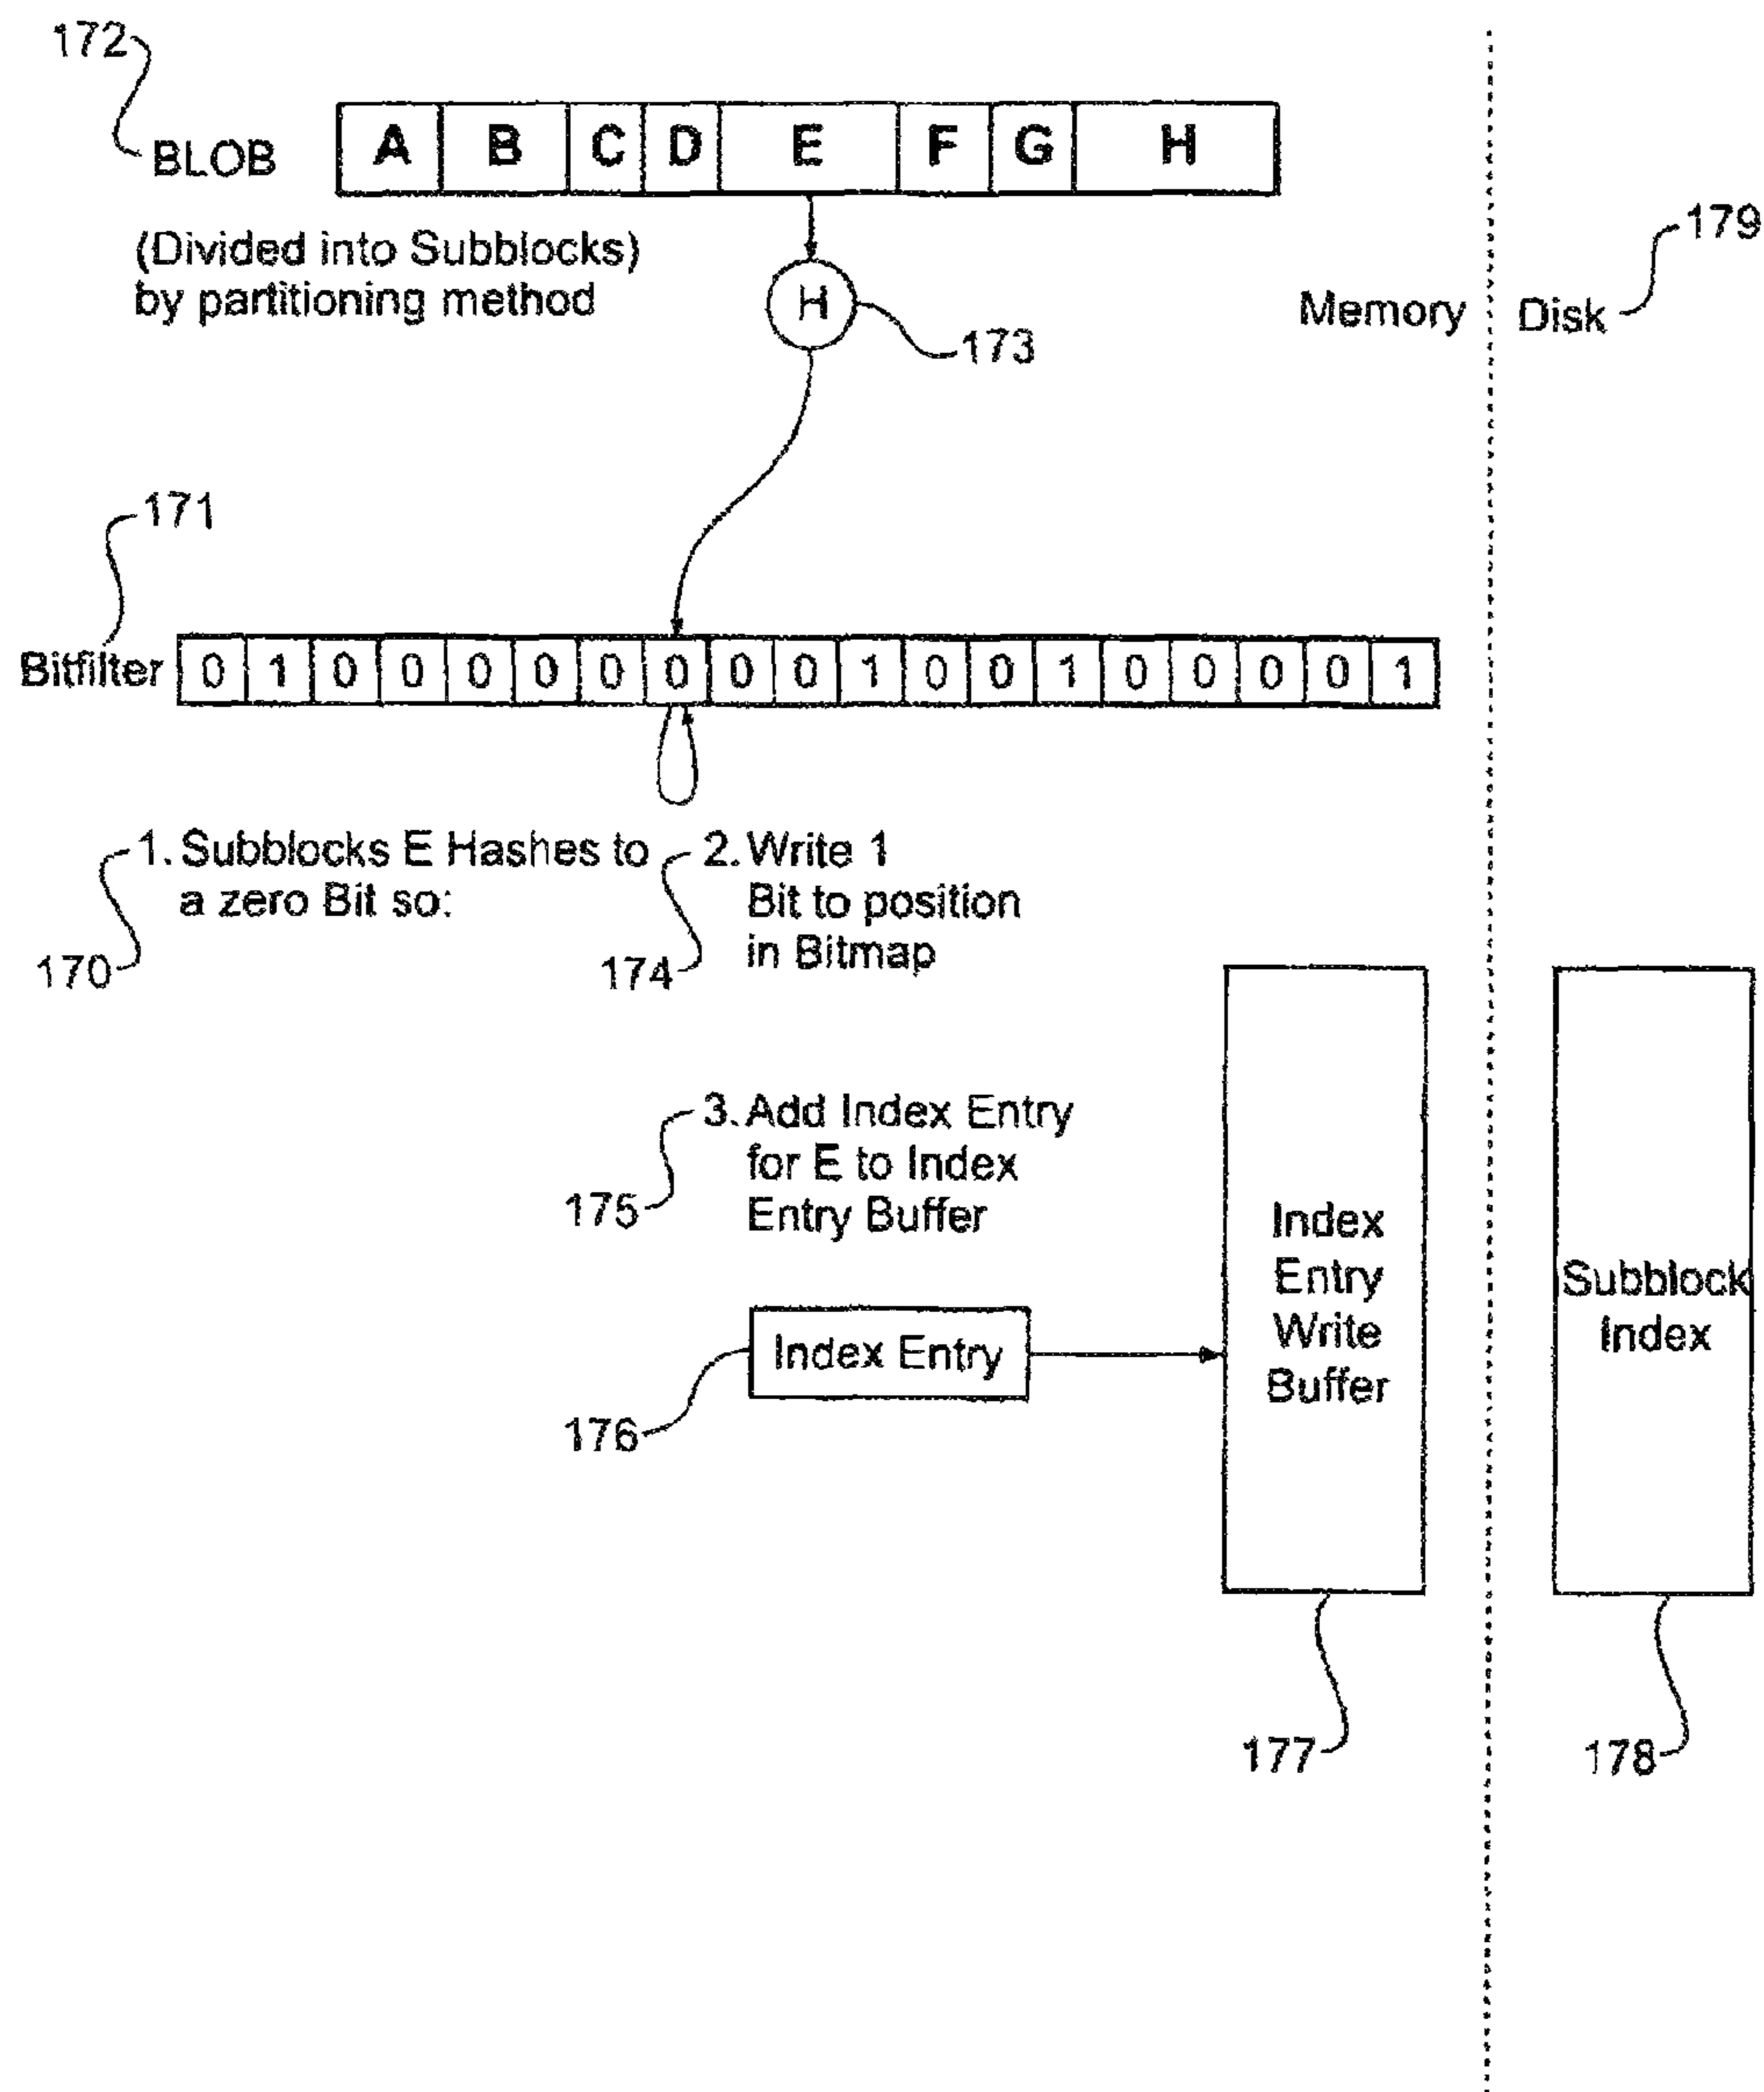 172
BLOB
A B C D E F G H
(Divided into Subblocks)
by partitioning method
H
173
Memory
Disk
179
171
Bitfilter
0 1 0 0 0 0 0 0 0 0 1 0 0 1 0 0 0 0 1
1. Subblocks E Hashes to
a zero Bit so:
170
2. Write 1
Bit to position
in Bitmap
174
3. Add Index Entry
for E to Index
Entry Buffer
175
Index Entry
176
Index
Entry
Write
Buffer
177
Subblock
Index
178